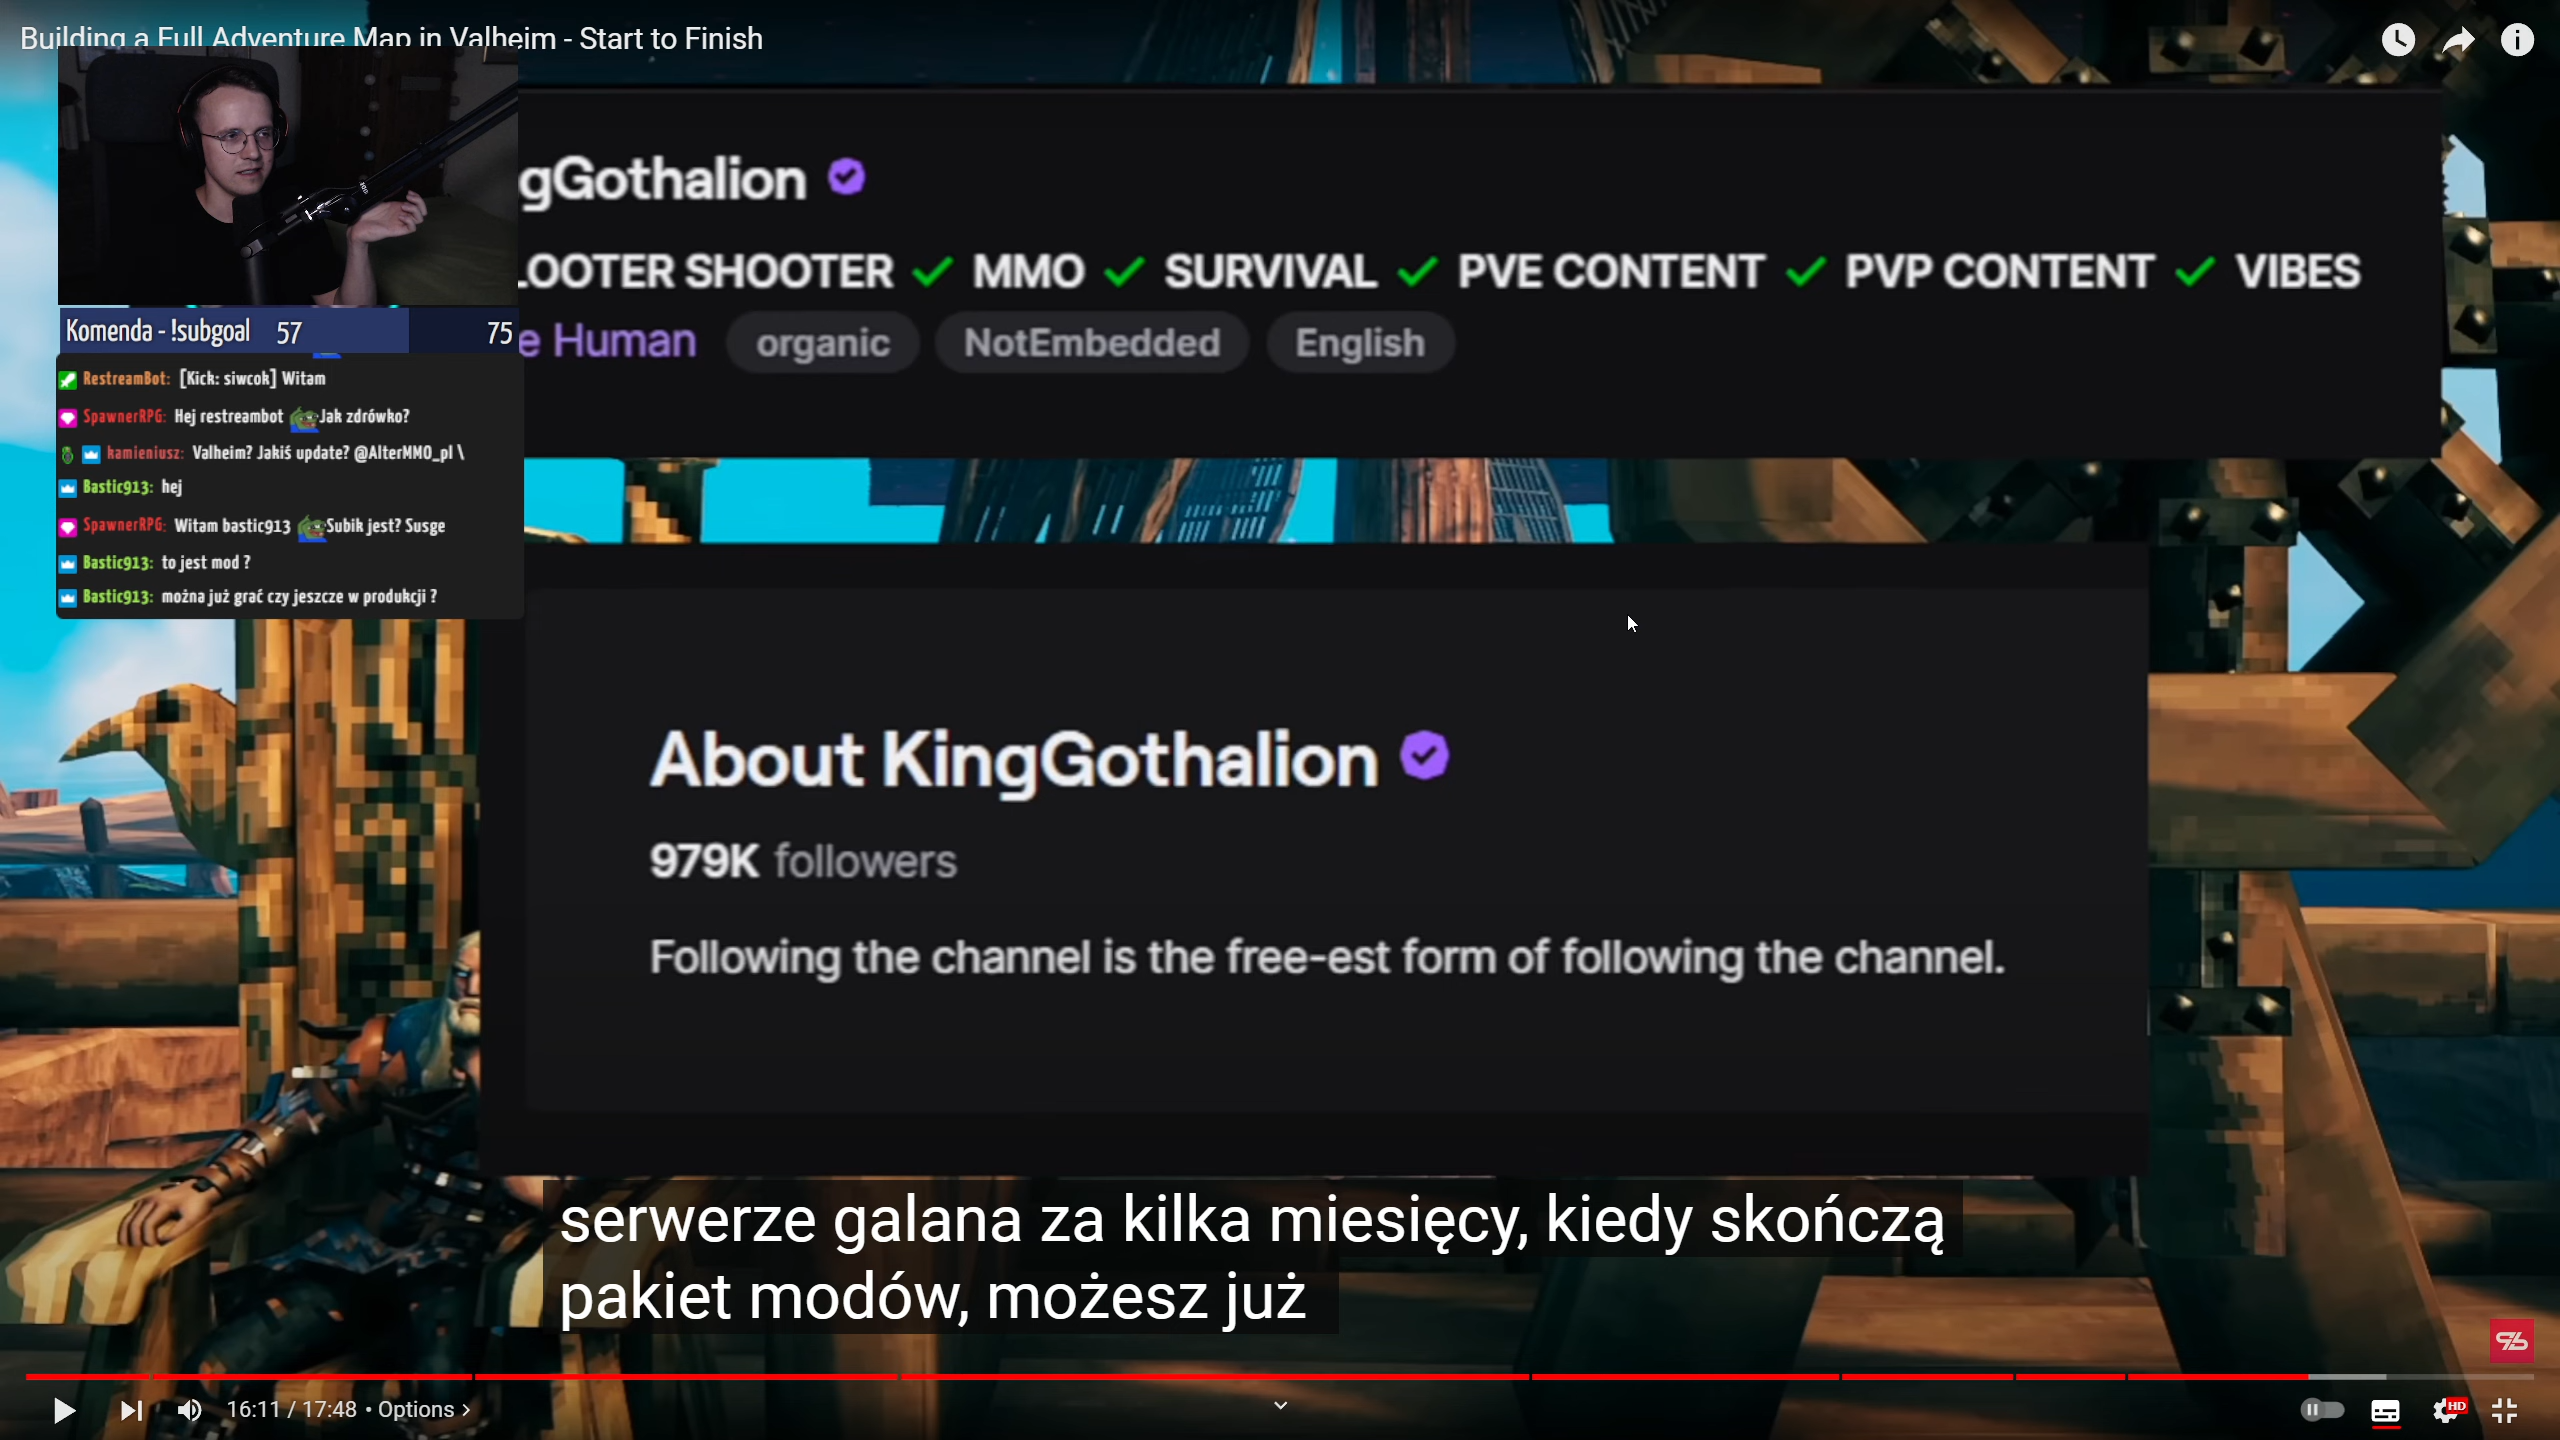 Building a Full Adventure Map in Valheim - Start to Finish
gGothalion
LOOTER SHOOTER ✓ MMO ✓ SURVIVAL ✓ PVE CONTENT ✓ PVP CONTENT ✓ VIBES
e Human organic NotEmbedded English
Komenda - !subgoal 57 75
RestreamBot: [Kick: siwcok] Witam
SpawnerRPG: Hej restreambot Jak zdrówko?
kamieniusz: Valheim? Jakiś update? @AlterMMO_pl \
Bastic913: hej
SpawnerRPG: Witam bastic913 Subik jest? Susge
Bastic913: to jest mod ?
Bastic913: można już grać czy jeszcze w produkcji ?
About KingGothalion
979K followers
Following the channel is the free-est form of following the channel.
serwerze galana za kilka miesięcy, kiedy skończą
pakiet modów, możesz już
16:11 / 17:48 • Options ›
HD